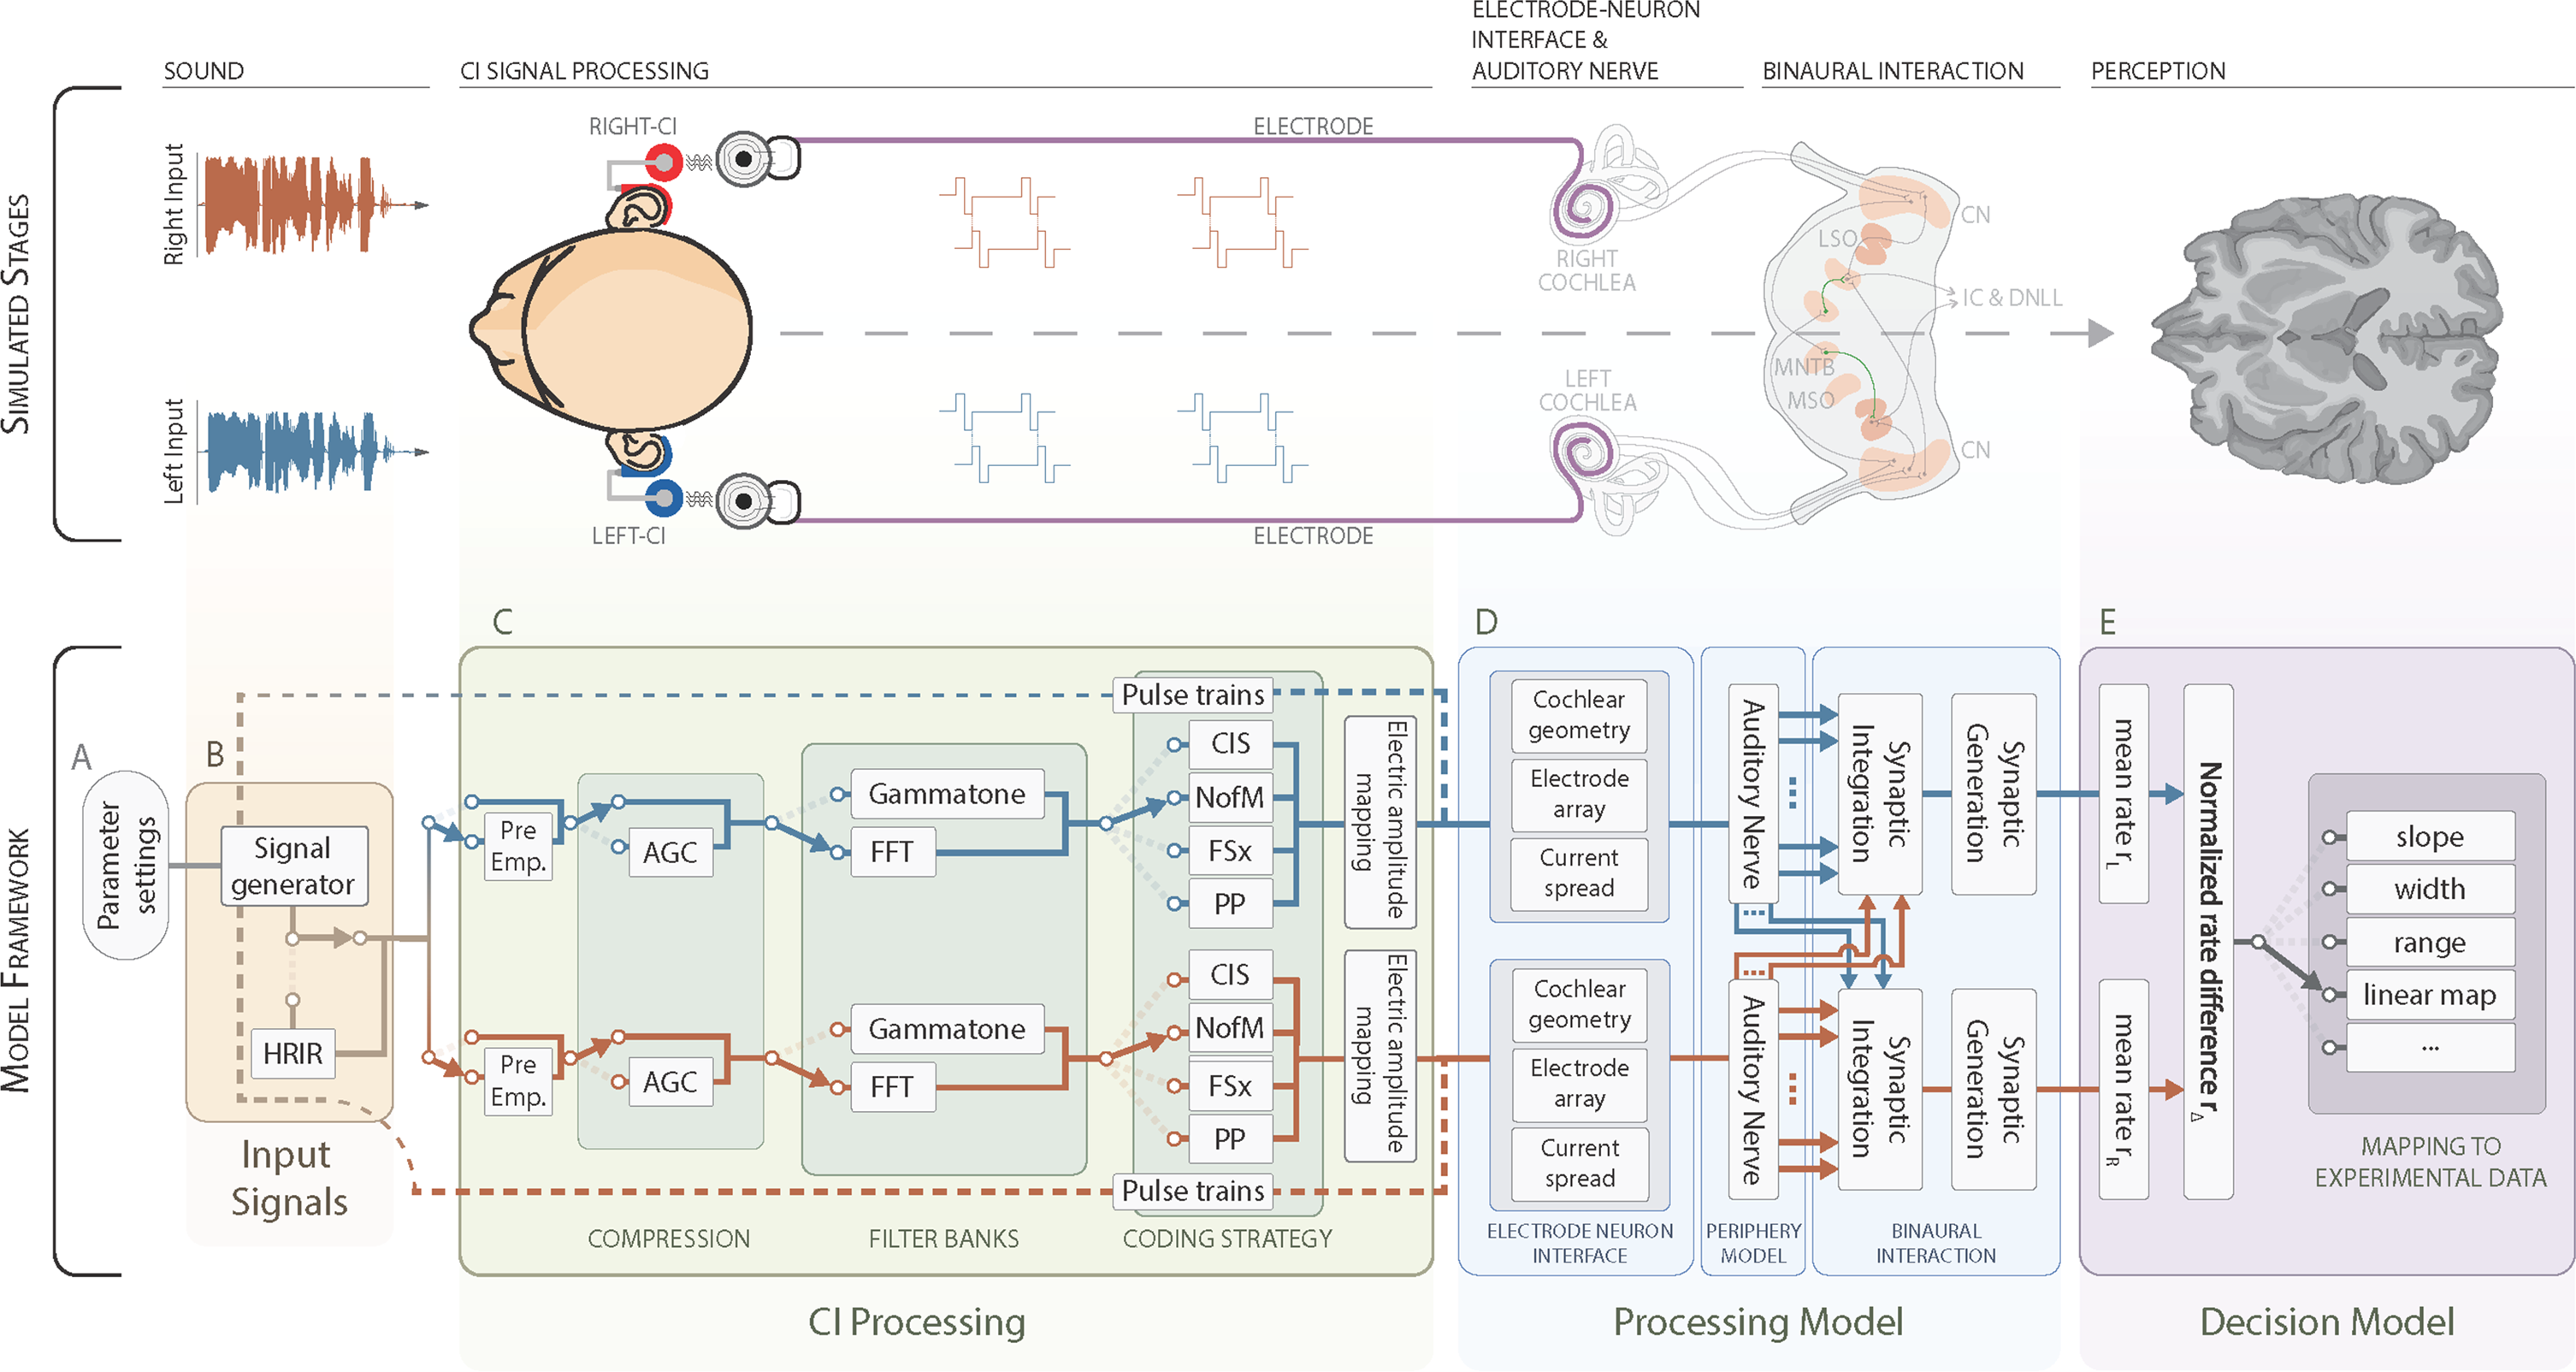 ELECTRODE-NEURON
INTERFACE &
AUDITORY NERVE
SOUND
CI SIGNAL PROCESSING
BINAURAL INTERACTION
PERCEPTION
SIMULATED STAGES
Right Input
Left Input
RIGHT-CI
ELECTRODE
LEFT-CI
ELECTRODE
RIGHT
COCHLEA
LEFT
COCHLEA
CN
LSO
IC & DNLL
MNTB
MSO
CN
MODEL FRAMEWORK
A
Parameter
settings
B
Signal
generator
HRIR
Input
Signals
C
Pulse trains
Pre
Emp.
AGC
Gammatone
FFT
CIS
NofM
FSx
PP
Electric amplitude
mapping
Pre
Emp.
AGC
Gammatone
FFT
CIS
NofM
FSx
PP
Electric amplitude
mapping
Pulse trains
COMPRESSION
FILTER BANKS
CODING STRATEGY
CI Processing
D
Cochlear
geometry
Electrode
array
Current
spread
Auditory Nerve
...
Synaptic
Integration
Synaptic
Generation
Cochlear
geometry
Electrode
array
Current
spread
Auditory Nerve
...
Synaptic
Integration
Synaptic
Generation
ELECTRODE NEURON
INTERFACE
PERIPHERY
MODEL
BINAURAL
INTERACTION
Processing Model
E
mean rate rL
mean rate rR
Normalized rate difference rΔ
slope
width
range
linear map
...
MAPPING TO
EXPERIMENTAL DATA
Decision Model